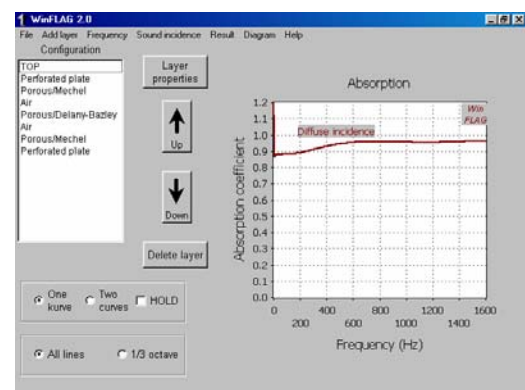 WinFLAG 2.0
File Add layer Frequency Sound incidence Result Diagram Help
Configuration
TOP
Perforated plate
Porous/Mechel
Air
Porous/Delany-Bazley
Air
Porous/Mechel
Perforated plate
Layer
properties
Up
Down
Delete layer
One
kurve
Two
curves
HOLD
All lines
1/3 octave
Absorption
Win
FLAG
Diffuse incidence
Absorption coefficient
1.2
1.1
1.0
0.9
0.8
0.7
0.6
0.5
0.4
0.3
0.2
0.1
0.0
0 400 800 1200 1600
200 600 1000 1400
Frequency (Hz)